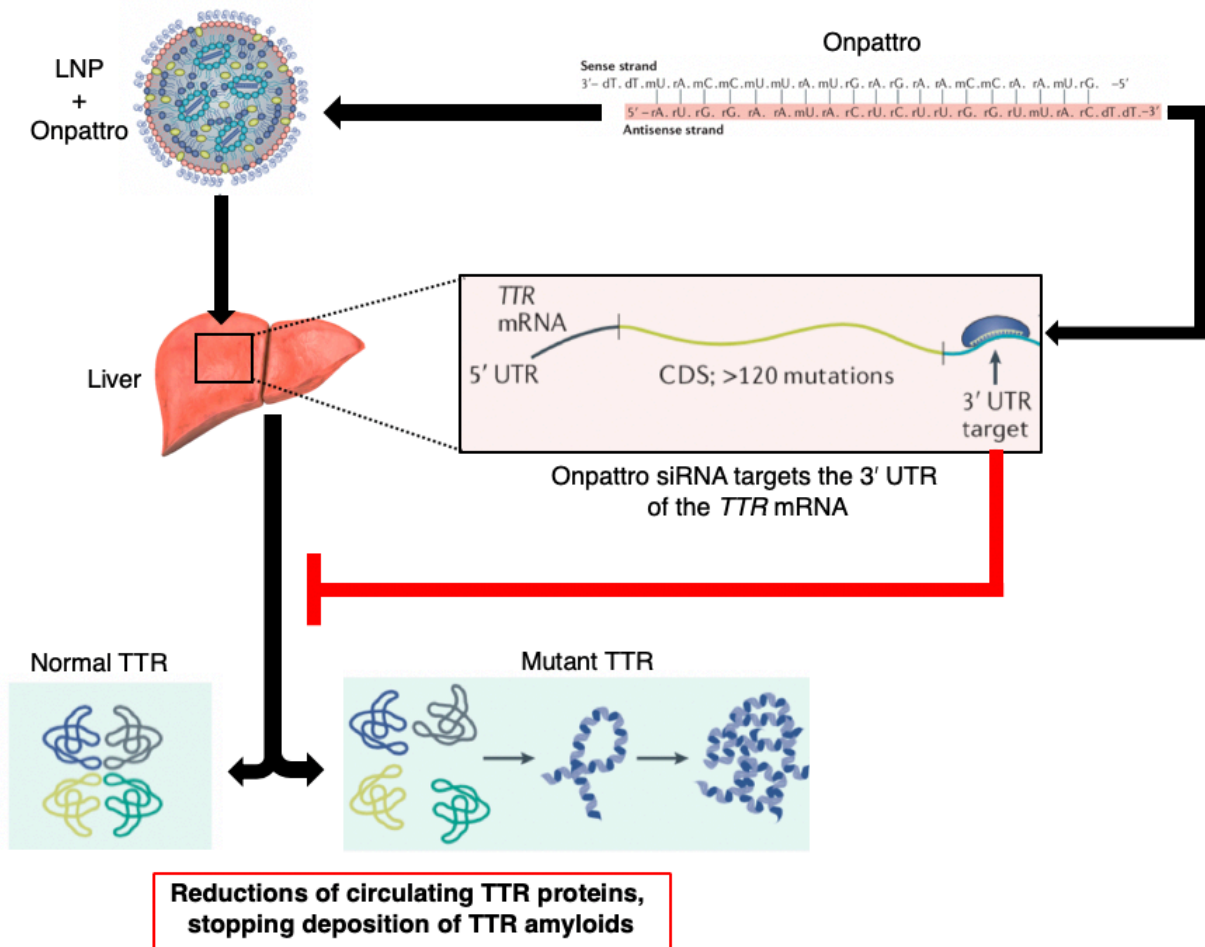 Onpattro
LNP
+
Onpattro
Sense strand
3′– dT. dT. mU. rA. mC. mC. mU. mU. rA. mU. rG. rA. rG. rA. rA. mC. mC. rA. rA. mU. rG. –5′
5′–rA. rU. rG. rG. rA. rA. mU. rA. rC. rU. rC. rU. rU. rG. rG. rU. mU. rA. rC. dT. dT.–3′
Antisense strand
Liver
TTR
mRNA
5′ UTR
CDS; >120 mutations
3′ UTR
target
Onpattro siRNA targets the 3′ UTR
of the TTR mRNA
Normal TTR
Mutant TTR
Reductions of circulating TTR proteins,
stopping deposition of TTR amyloids